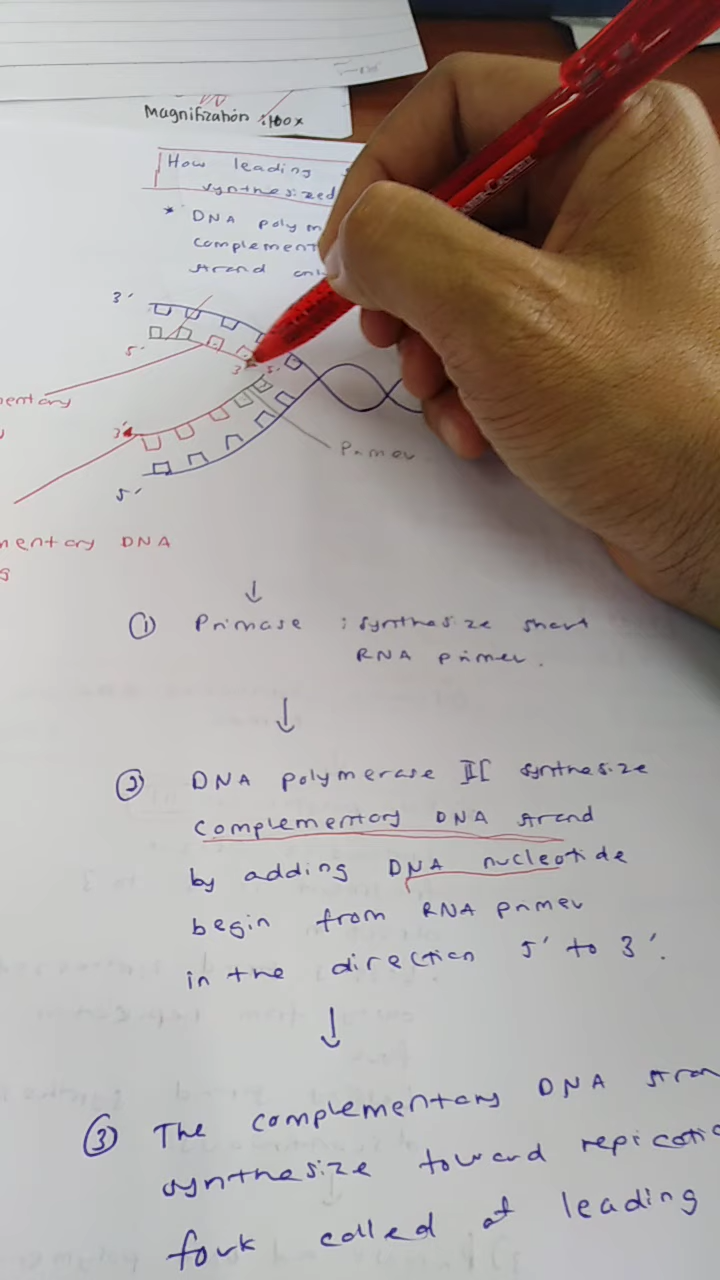 Magnification : 100x
How leading
synthesized
* DNA polym
complement
strand only
3'
5'
3' 5'
entary
3'
Primer
5'
mentary DNA
s
① Primase : synthesize short
RNA primer.
② DNA polymerase III synthesize
complementary DNA strand
by adding DNA nucleotide
begin from RNA primer
in the direction 5' to 3'.
③ The complementary DNA stran
synthesize toward replicatio
fork called at leading